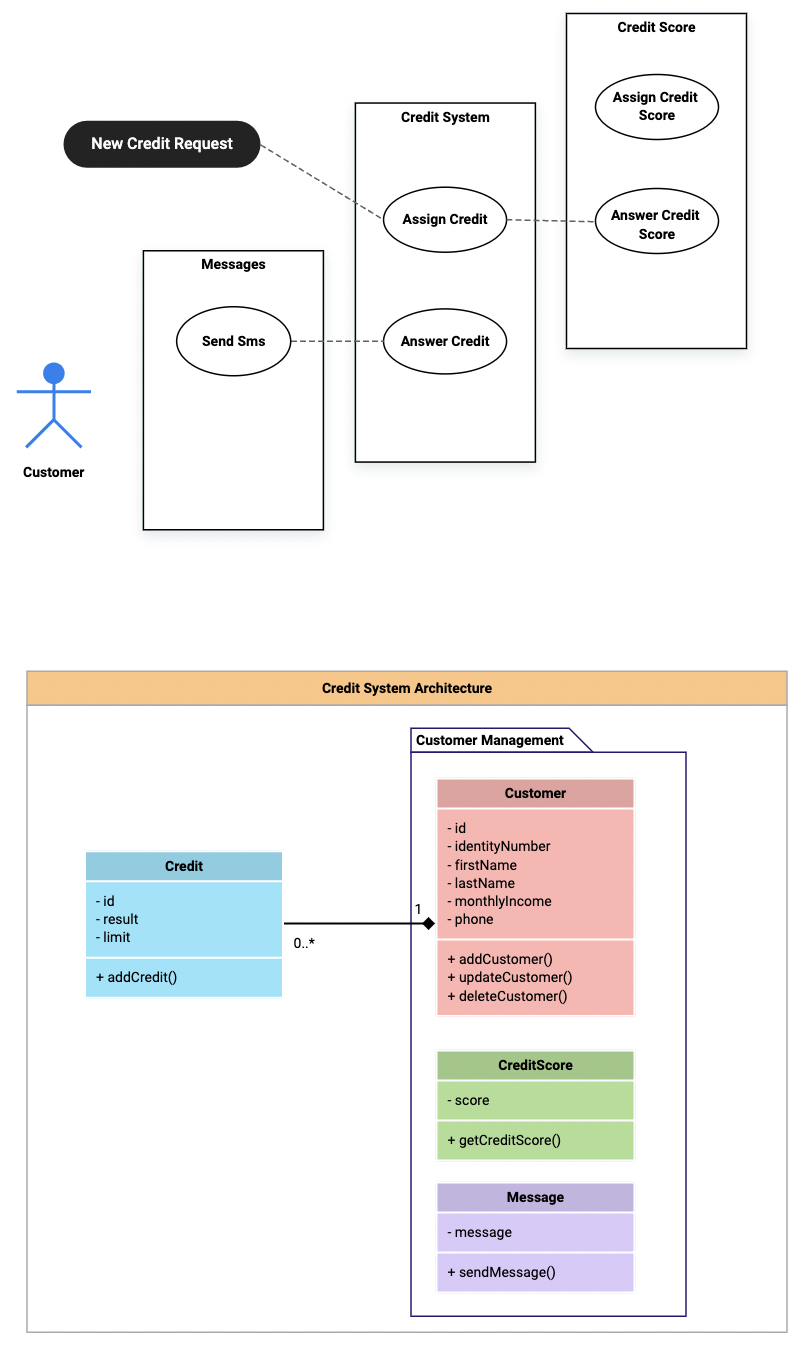 Credit Score
Assign Credit
Score
Credit System
New Credit Request
Assign Credit
Answer Credit
Score
Messages
Send Sms
Answer Credit
Customer
Credit System Architecture
Customer Management
Customer
- id
- identityNumber
- firstName
- lastName
- monthlyIncome
- phone
+ addCustomer()
+ updateCustomer()
+ deleteCustomer()
Credit
- id
- result
- limit
+ addCredit()
1
0..*
CreditScore
- score
+ getCreditScore()
Message
- message
+ sendMessage()